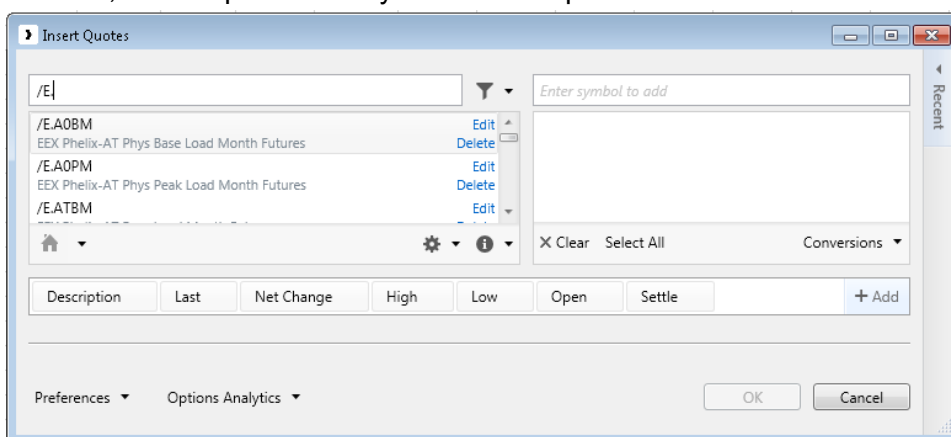 Insert Quotes
/E.
Enter symbol to add
Recent
/E.A0BM Edit
EEX Phelix-AT Phys Base Load Month Futures Delete
/E.A0PM Edit
EEX Phelix-AT Phys Peak Load Month Futures Delete
/E.ATBM Edit
Clear Select All Conversions
Description Last Net Change High Low Open Settle + Add
Preferences Options Analytics OK Cancel